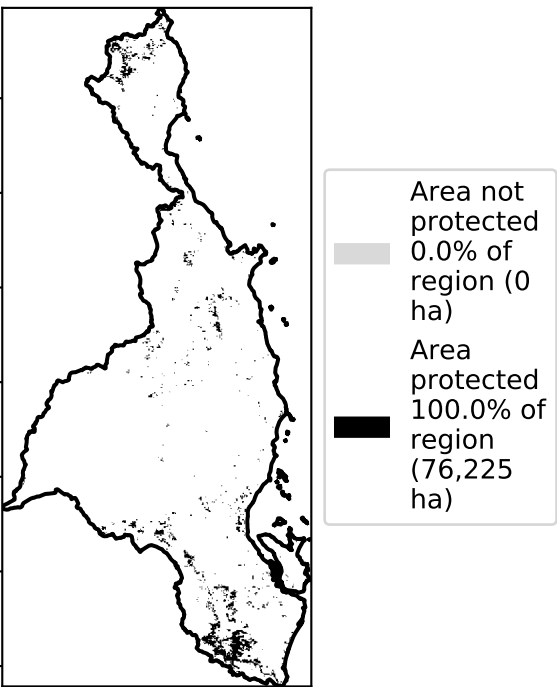 Area not
protected
0.0% of
region (0
ha)
Area
protected
100.0% of
region
(76,225
ha)